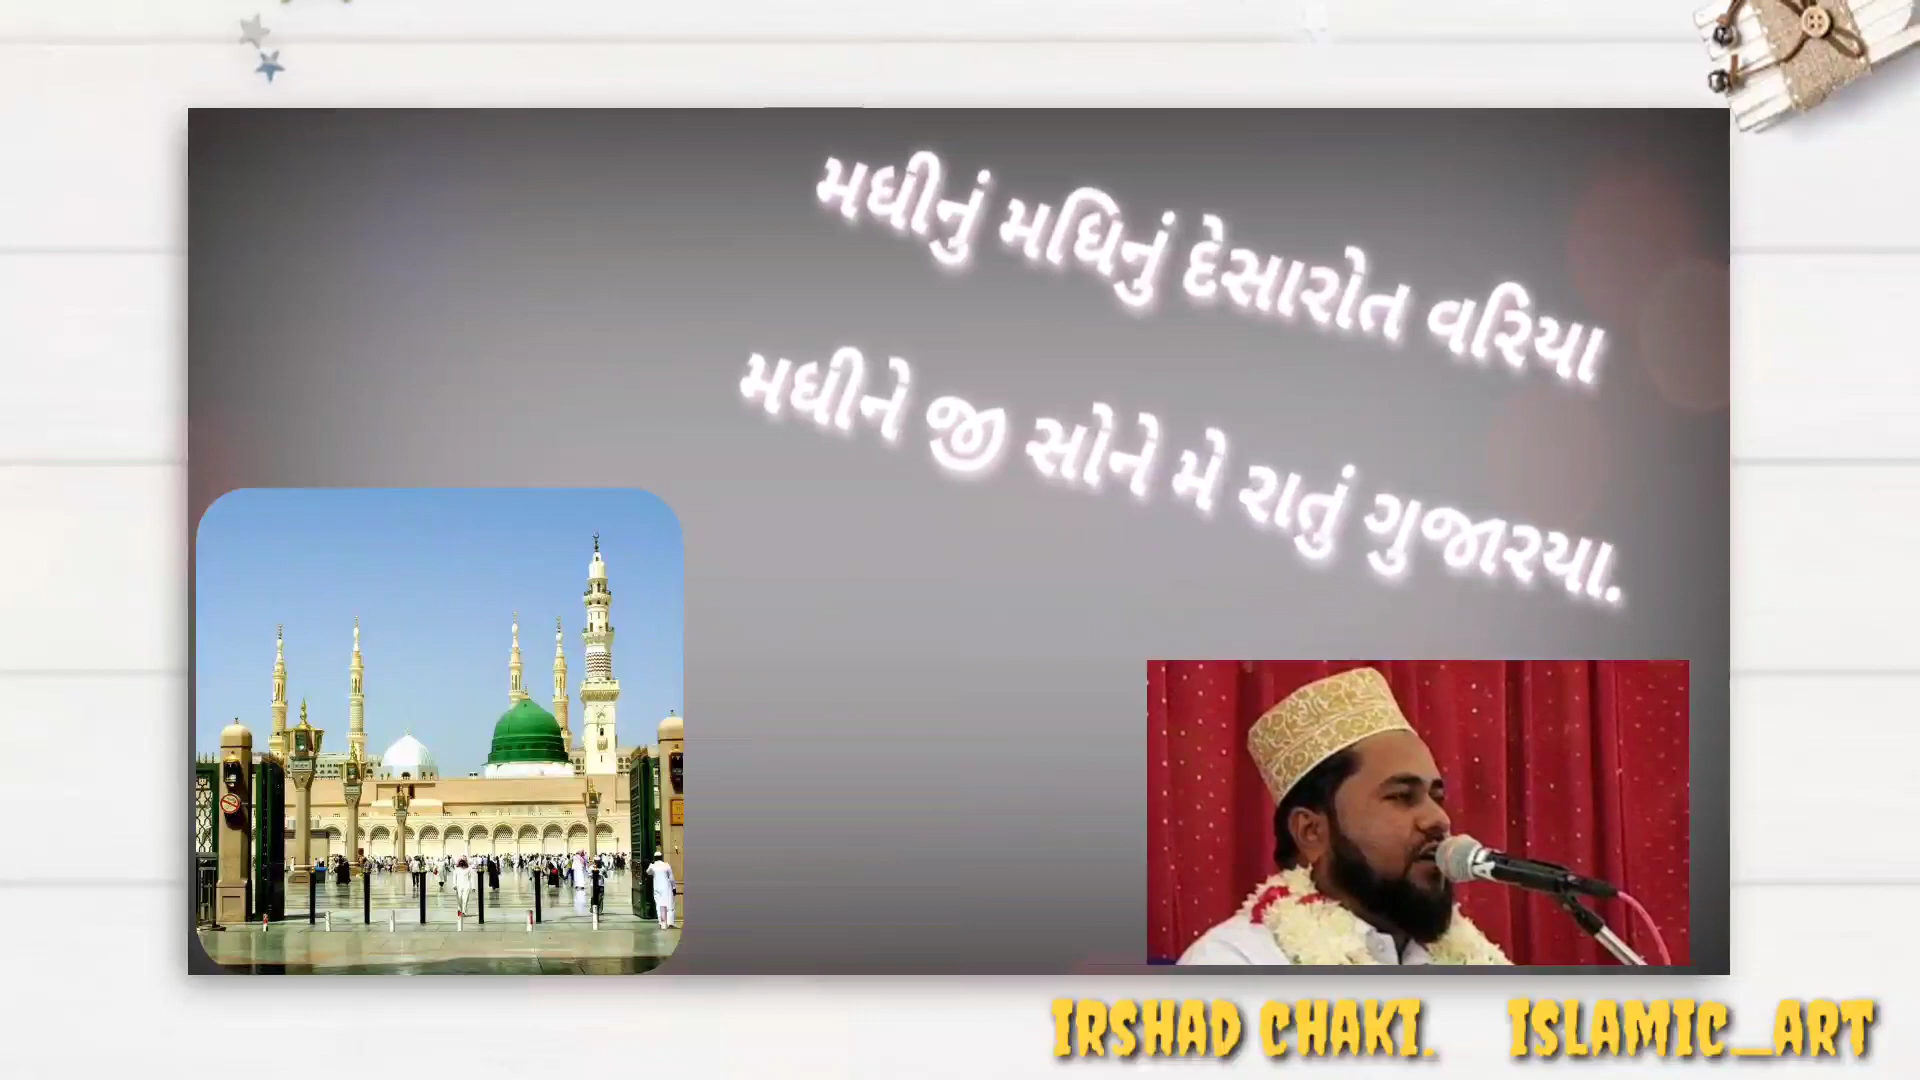 મધીનું મધિનું દેસારોત વરિયા
મધીને જી સોને મે રાતું ગુજારયા.
IRSHAD CHAKI. ISLAMIC_ART